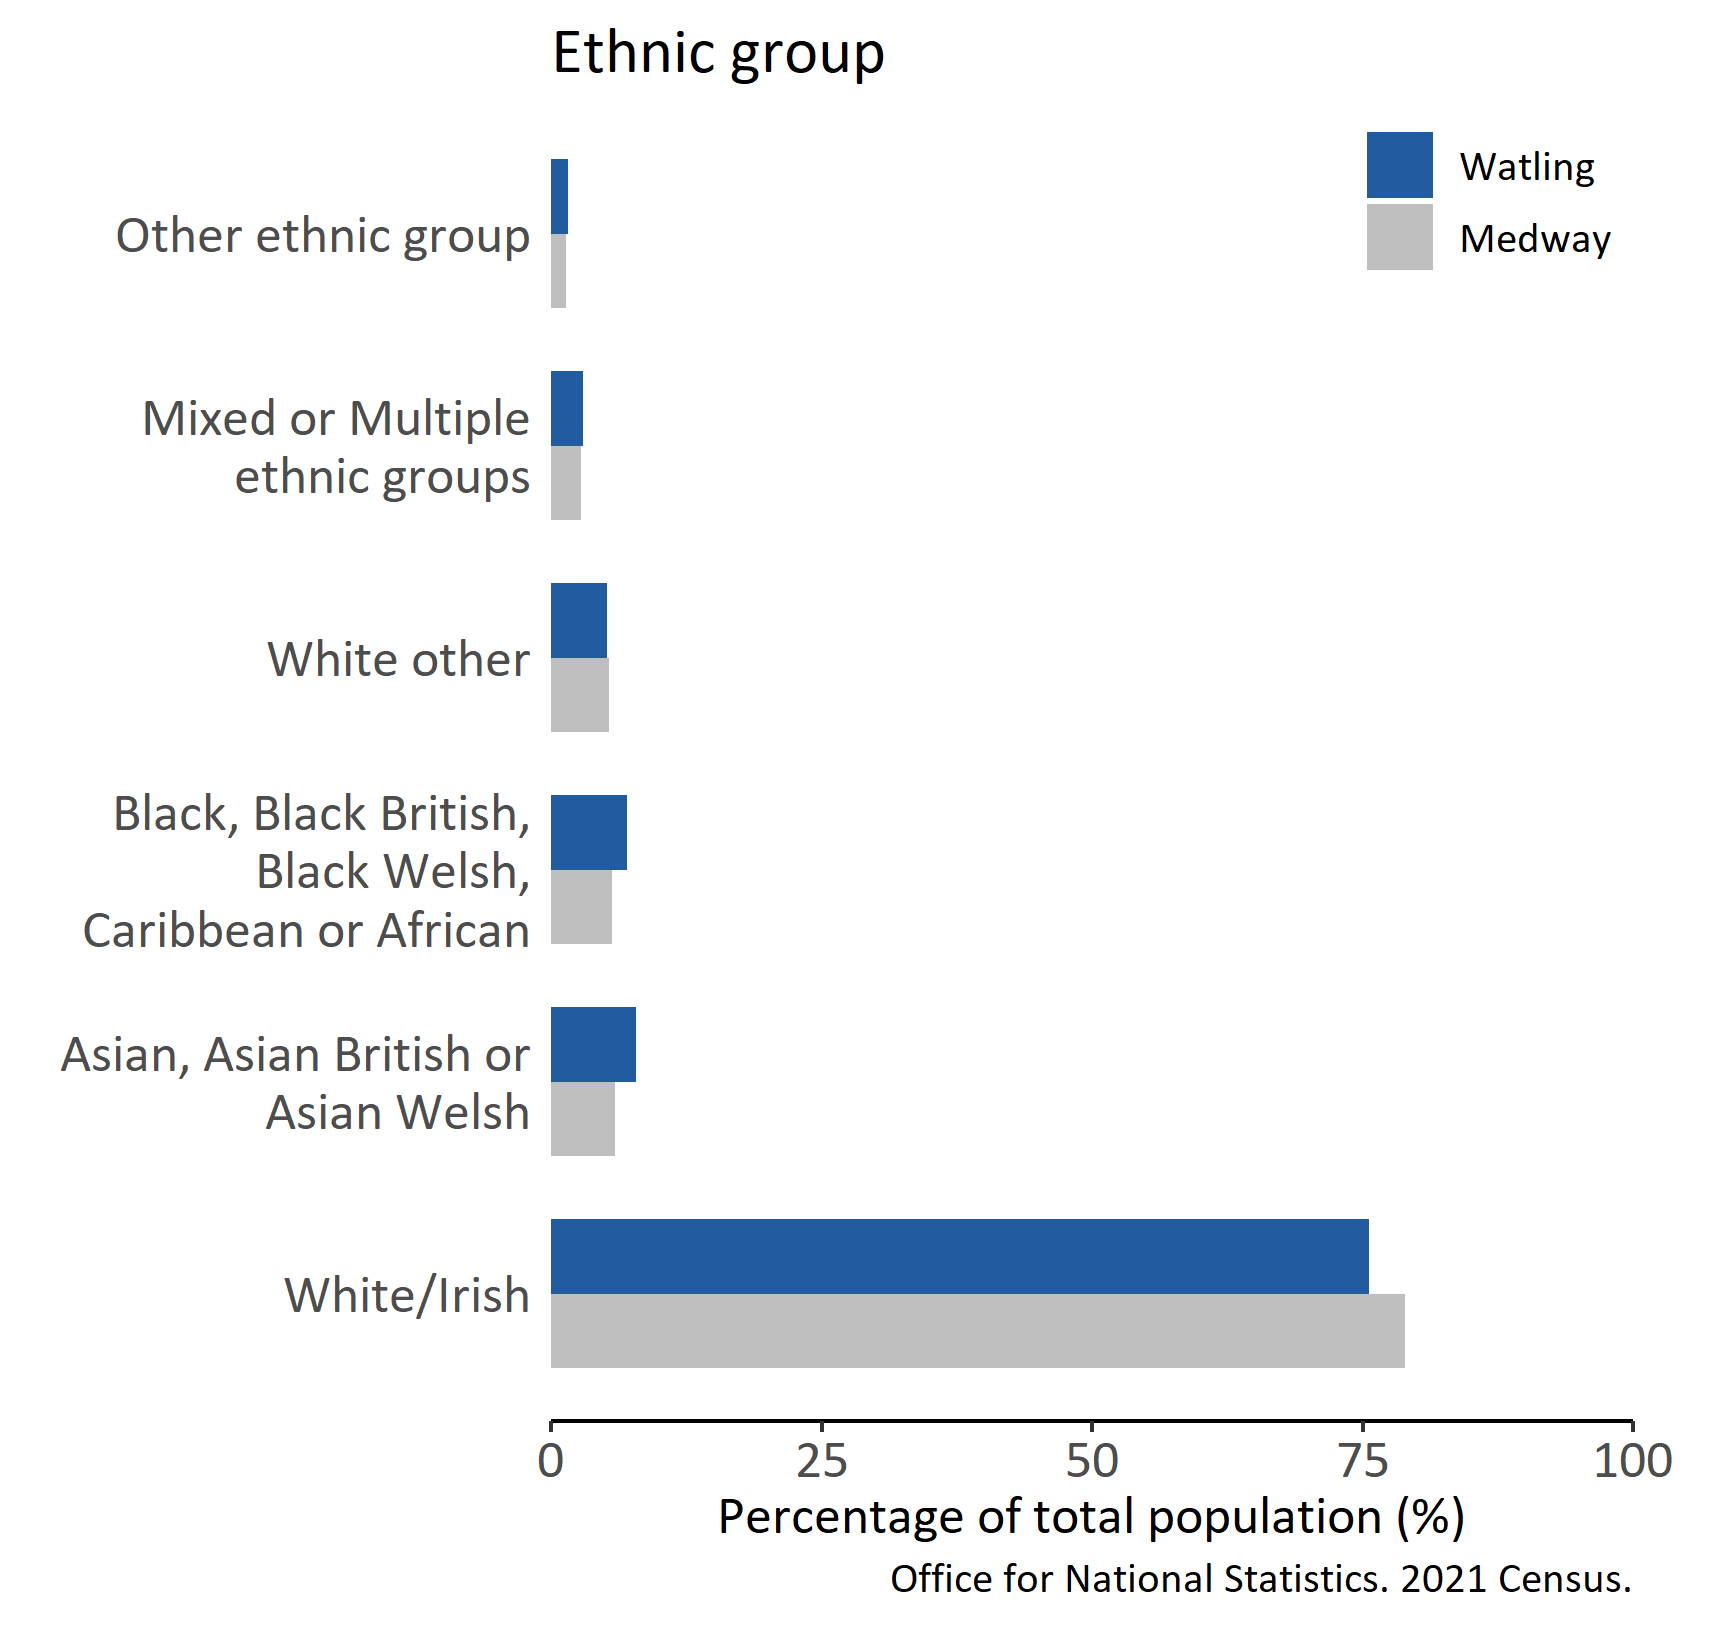 Ethnic group
Watling
Medway
Other ethnic group
Mixed or Multiple
ethnic groups
White other
Black, Black British,
Black Welsh,
Caribbean or African
Asian, Asian British or
Asian Welsh
White/Irish
0 25 50 75 100
Percentage of total population (%)
Office for National Statistics. 2021 Census.